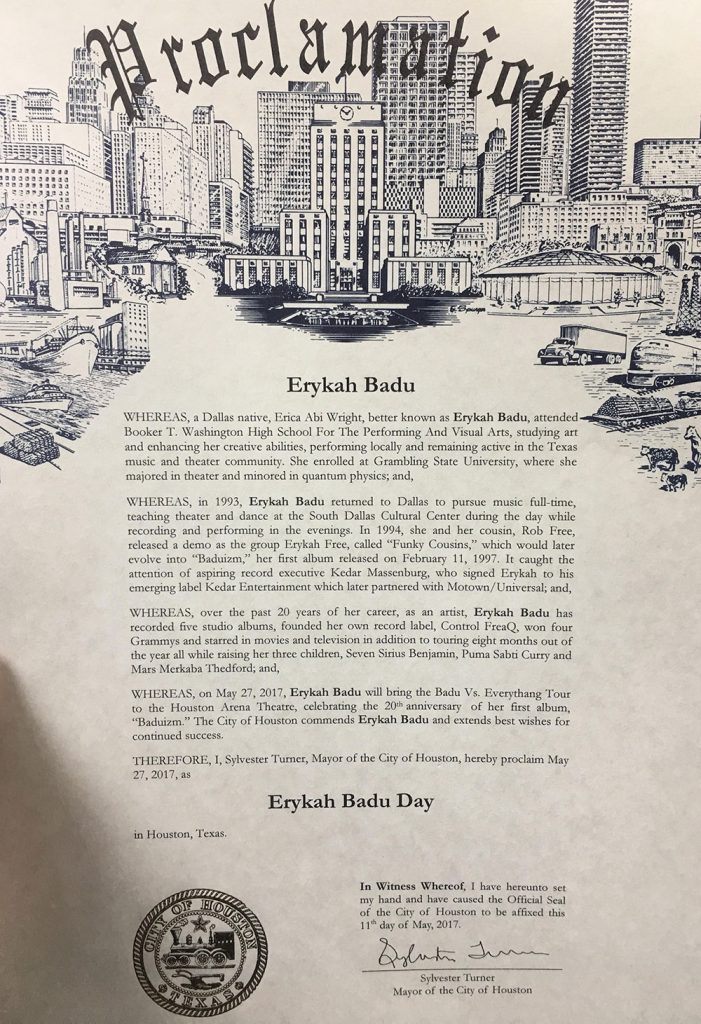 Proclamation
Erykah Badu
WHEREAS, a Dallas native, Erica Abi Wright, better known as Erykah Badu, attended
Booker T. Washington High School For The Performing And Visual Arts, studying art
and enhancing her creative abilities, performing locally and remaining active in the Texas
music and theater community. She enrolled at Grambling State University, where she
majored in theater and minored in quantum physics; and,
WHEREAS, in 1993, Erykah Badu returned to Dallas to pursue music full-time,
teaching theater and dance at the South Dallas Cultural Center during the day while
recording and performing in the evenings. In 1994, she and her cousin, Rob Free,
released a demo as the group Erykah Free, called “Funky Cousins,” which would later
evolve into “Baduizm,” her first album released on February 11, 1997. It caught the
attention of aspiring record executive Kedar Massenburg, who signed Erykah to his
emerging label Kedar Entertainment which later partnered with Motown/Universal; and,
WHEREAS, over the past 20 years of her career, as an artist, Erykah Badu has
recorded five studio albums, founded her own record label, Control FreaQ, won four
Grammys and starred in movies and television in addition to touring eight months out of
the year all while raising her three children, Seven Sirius Benjamin, Puma Sabti Curry and
Mars Merkaba Thedford; and,
WHEREAS, on May 27, 2017, Erykah Badu will bring the Badu Vs. Everythang Tour
to the Houston Arena Theatre, celebrating the 20th anniversary of her first album,
“Baduizm.” The City of Houston commends Erykah Badu and extends best wishes for
continued success.
THEREFORE, I, Sylvester Turner, Mayor of the City of Houston, hereby proclaim May
27, 2017, as
Erykah Badu Day
in Houston, Texas.
In Witness Whereof, I have hereunto set
my hand and have caused the Official Seal
of the City of Houston to be affixed this
11th day of May, 2017.
Sylvester Turner
Sylvester Turner
Mayor of the City of Houston
CITY OF HOUSTON
TEXAS